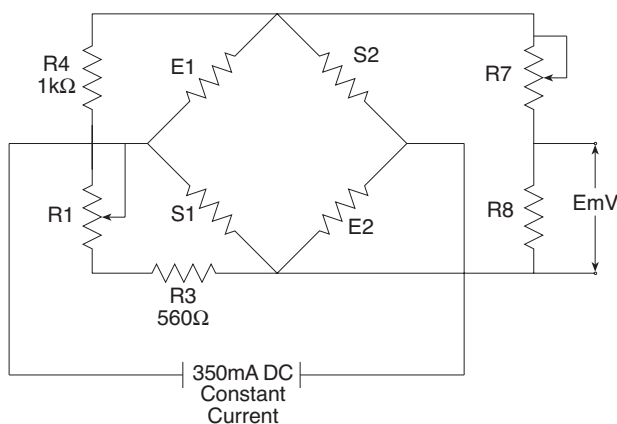 R4
1kΩ
E1
S2
R7
R1
S1
E2
R8
EmV
R3
560Ω
350mA DC
Constant
Current